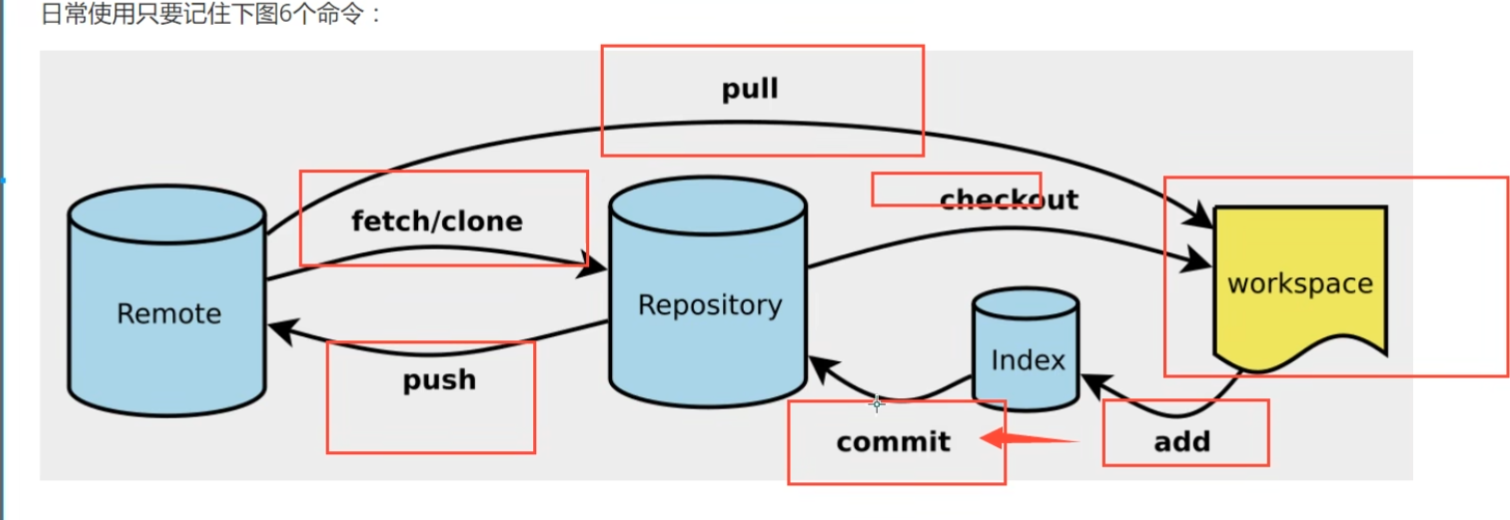 日常使用只要记住下图6个命令：
pull
fetch/clone
checkout
Remote
Repository
workspace
push
Index
commit
add